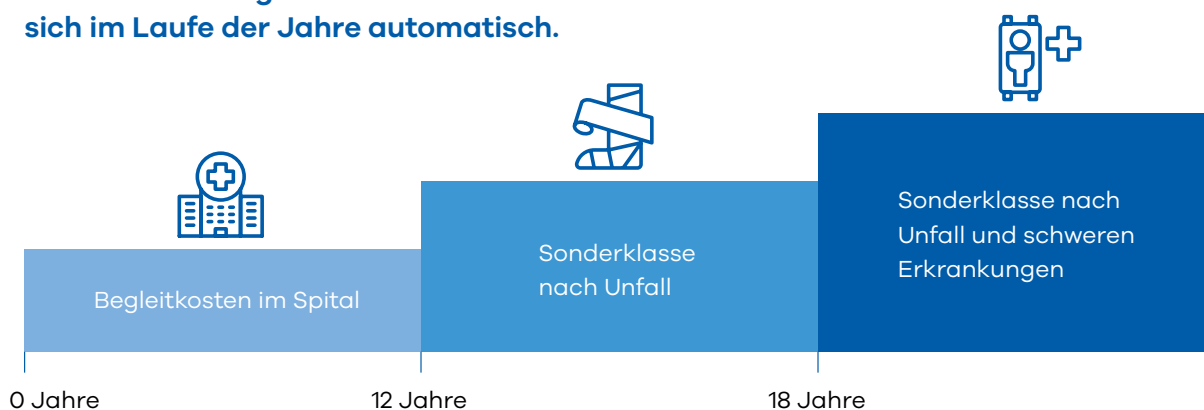 sich im Laufe der Jahre automatisch.
Begleitkosten im Spital
Sonderklasse
nach Unfall
Sonderklasse nach
Unfall und schweren
Erkrankungen
0 Jahre
12 Jahre
18 Jahre